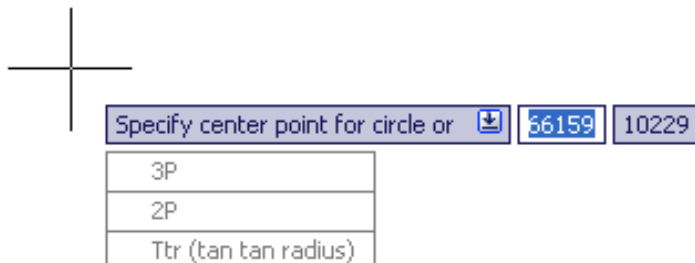 Specify center point for circle or 66159 10229
3P
2P
Ttr (tan tan radius)